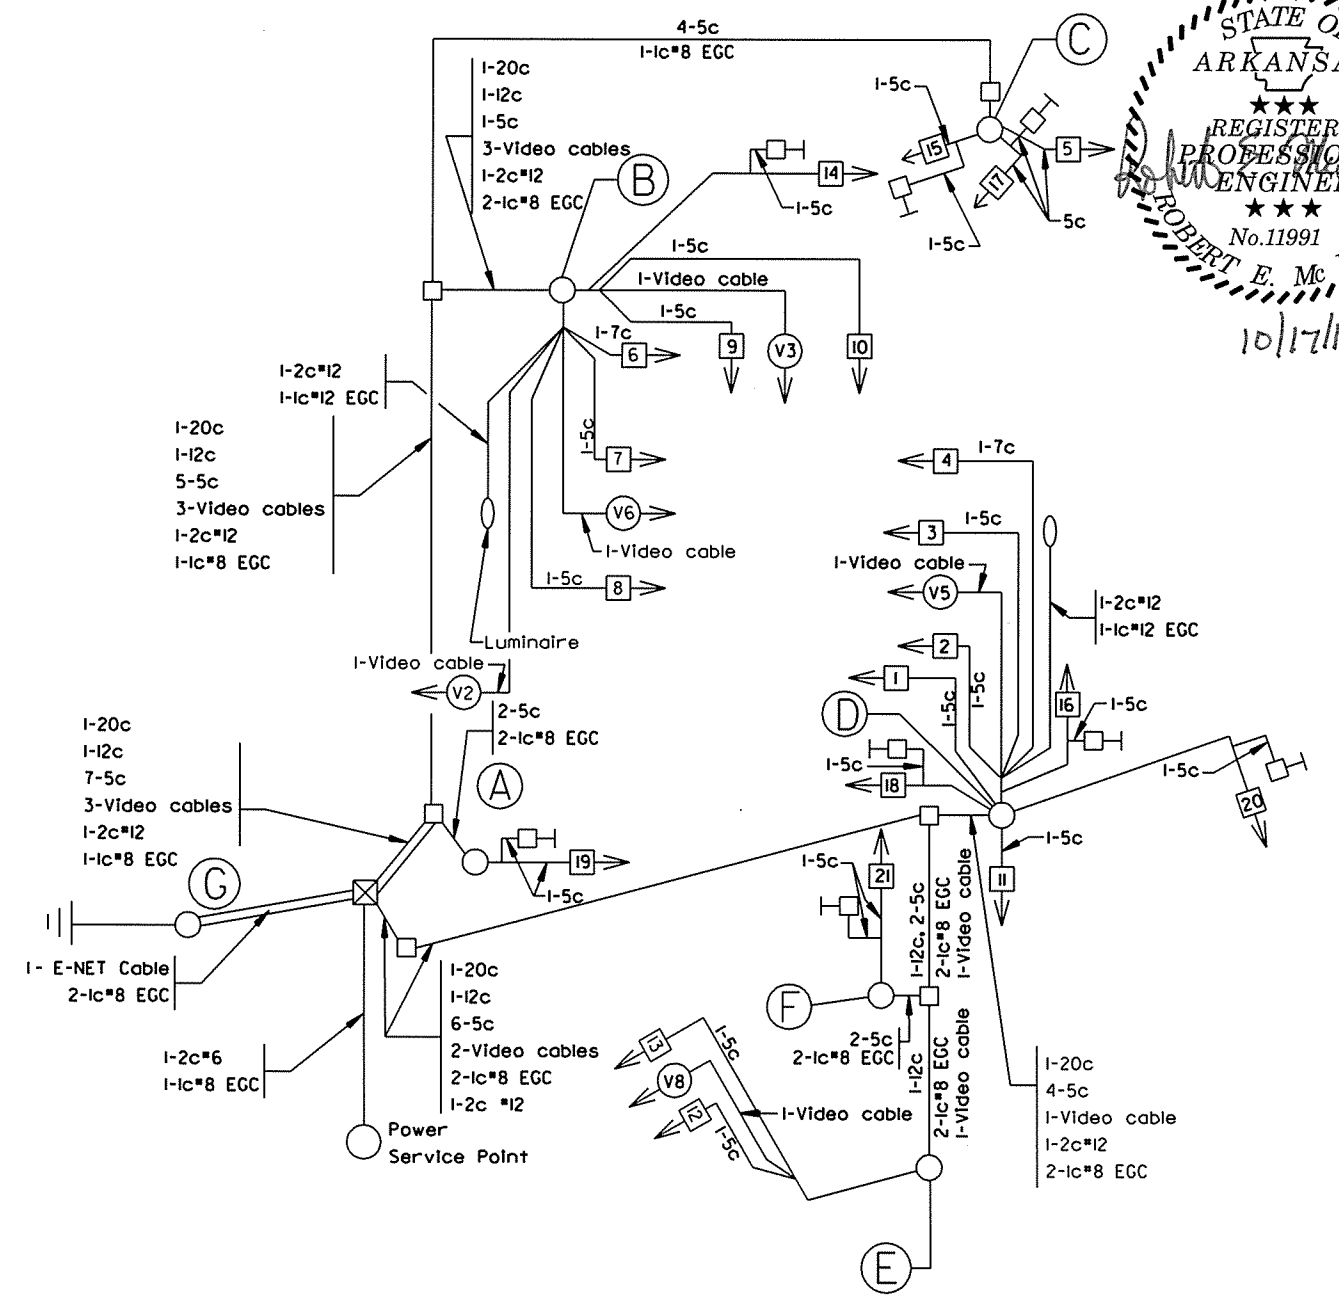 4-5c
1-1c#8 EGC
C
STATE O
ARKANSA
★★★
REGISTER
PROFESSIO
ENGINE
★★★
No.11991
ROBERT E. Mc
10/17/1
1-20c
1-12c
1-5c
3-Video cables
1-2c#12
2-1c#8 EGC
B
1-5c
15
5
17
14
1-5c
1-5c
5c
1-5c
1-Video cable
1-5c
1-7c
6
9
V3
10
1-2c#12
1-1c#12 EGC
1-20c
1-12c
5-5c
3-Video cables
1-2c#12
1-1c#8 EGC
1-5c
7
V6
1-Video cable
1-5c
8
Luminaire
1-Video cable
V2
4
1-7c
3
1-5c
1-Video cable
V5
1-2c#12
1-1c#12 EGC
2
1
1-5c
1-5c
16
1-5c
D
1-5c
18
1-5c
20
1-5c
11
2-5c
2-1c#8 EGC
A
1-20c
1-12c
7-5c
3-Video cables
1-2c#12
1-1c#8 EGC
G
19
1-5c
1-5c
21
1-12c, 2-5c
2-1c#8 EGC
1-Video cable
1- E-NET Cable
2-1c#8 EGC
1-20c
1-12c
6-5c
2-Video cables
2-1c#8 EGC
1-2c #12
F
2-5c
2-1c#8 EGC
1-12c
2-1c#8 EGC
1-Video cable
1-2c#6
1-1c#8 EGC
13
1-5c
V8
12
1-5c
1-Video cable
1-20c
4-5c
1-Video cable
1-2c#12
2-1c#8 EGC
Power
Service Point
E